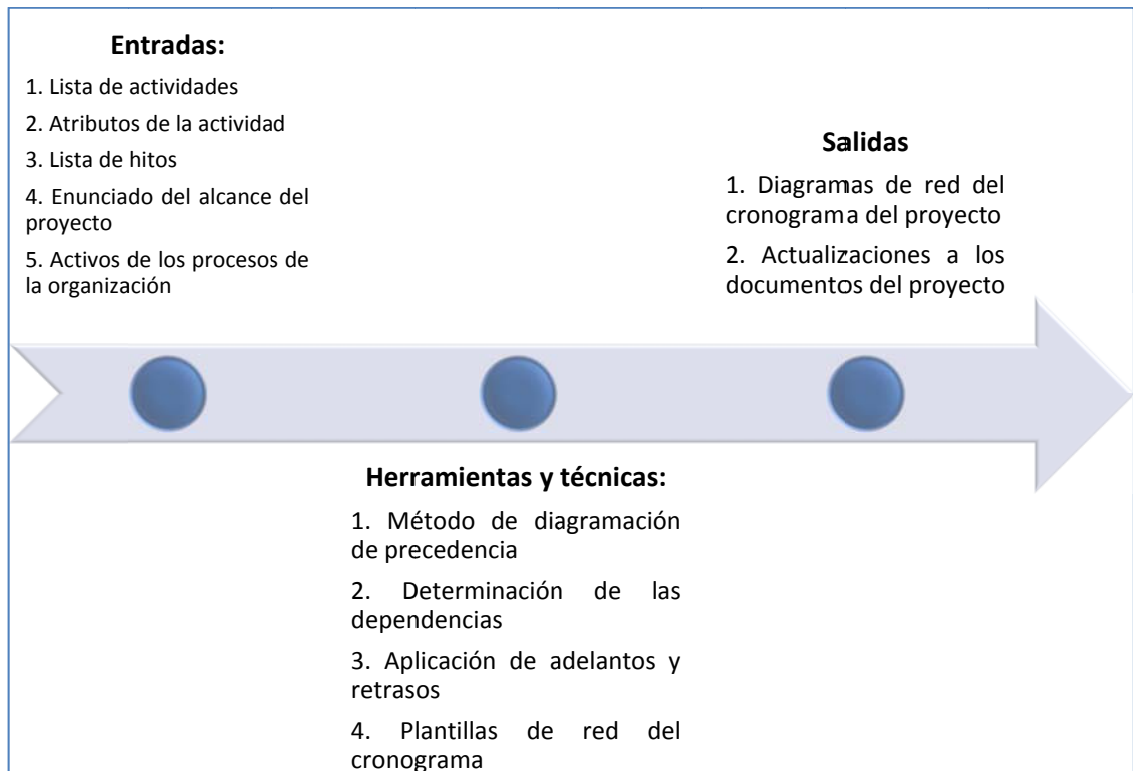 Entradas:
1. Lista de actividades
2. Atributos de la actividad
3. Lista de hitos
4. Enunciado del alcance del
proyecto
5. Activos de los procesos de
la organización
Salidas
1. Diagramas de red del
cronograma del proyecto
2. Actualizaciones a los
documentos del proyecto
Herramientas y técnicas:
1. Método de diagramación
de precedencia
2. Determinación de las
dependencias
3. Aplicación de adelantos y
retrasos
4. Plantillas de red del
cronograma